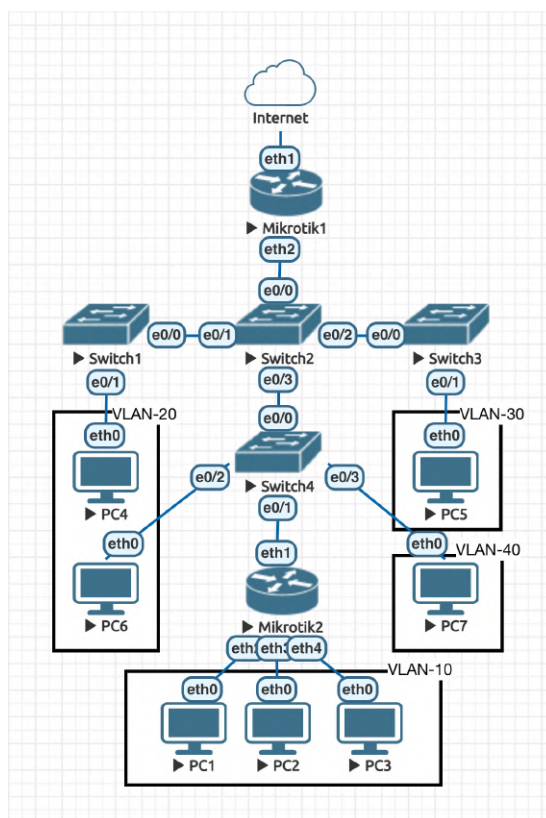 Internet
eth1
Mikrotik1
eth2
e0/0
e0/0 e0/1 e0/2 e0/0
Switch1 Switch2 Switch3
e0/1 e0/3 e0/1
VLAN-20 e0/0 VLAN-30
eth0 eth0
Switch4
PC4 e0/2 e0/1 e0/3 PC5
eth0 eth1 eth0
VLAN-40
PC6 Mikrotik2 PC7
eth3 eth4
VLAN-10
eth0 eth0 eth0
PC1 PC2 PC3